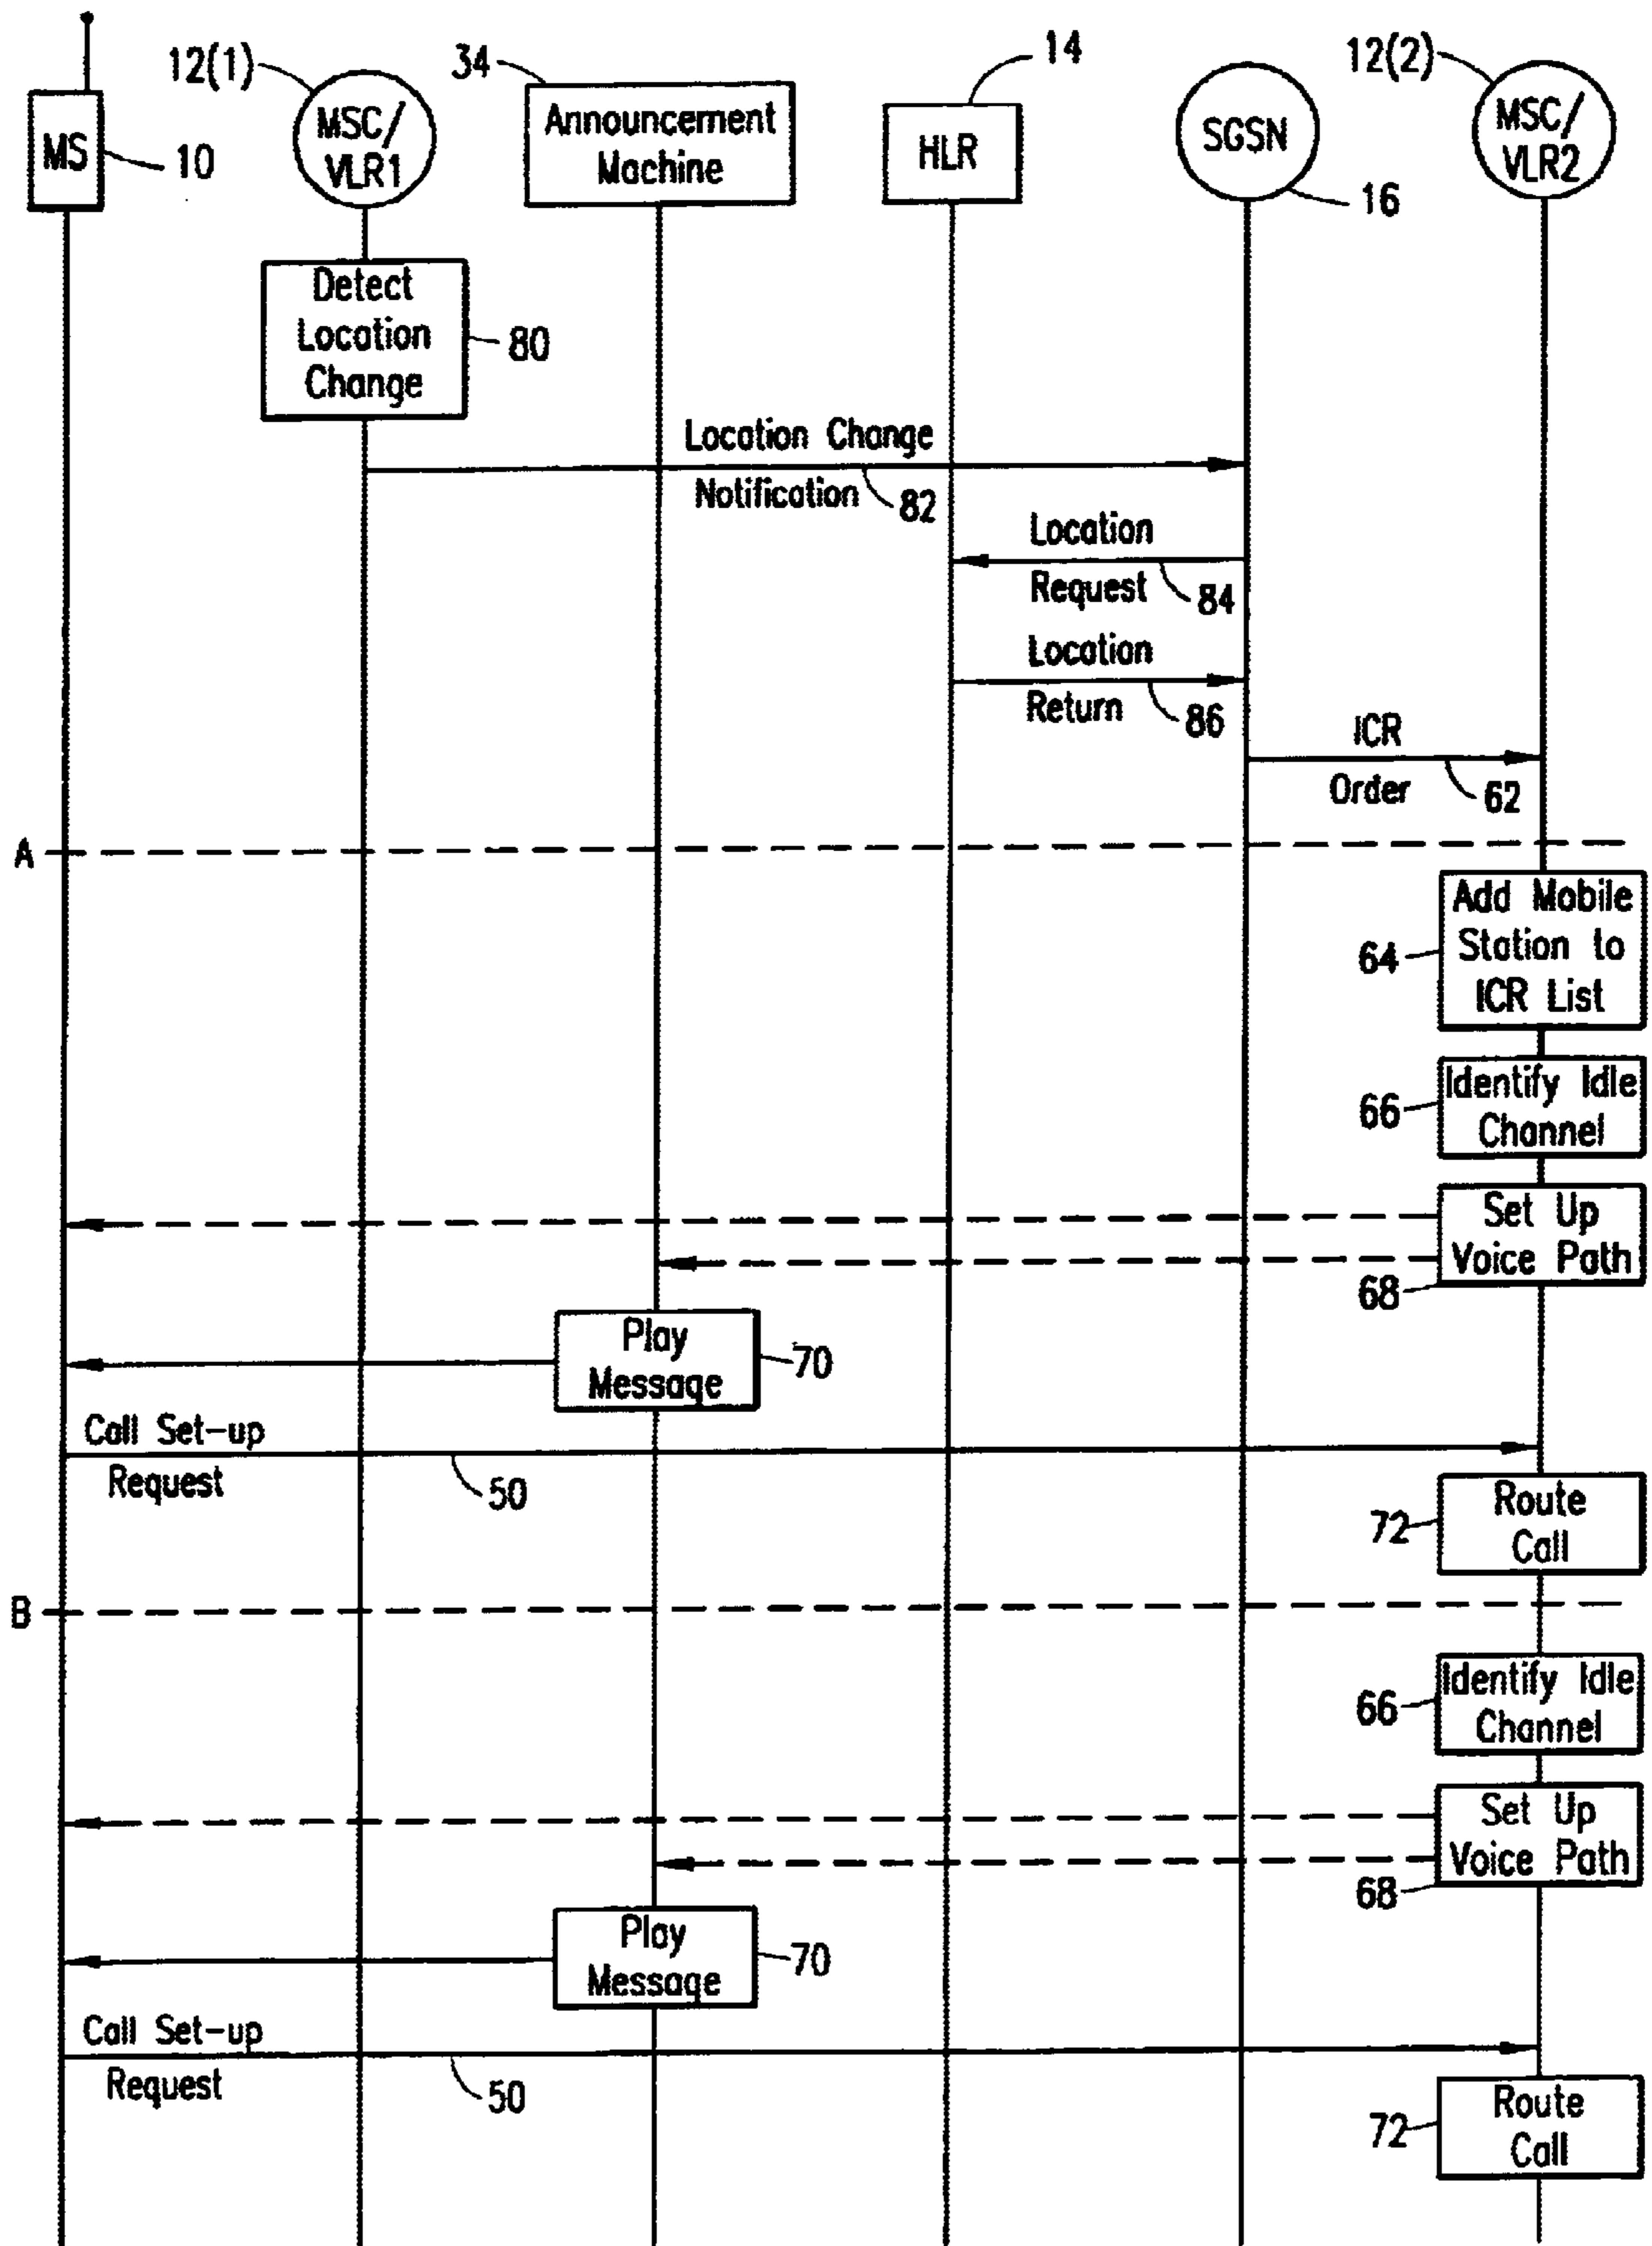 12(1)
34
14
12(2)
MS
10
MSC/
VLR1
Announcement
Machine
HLR
SGSN
16
MSC/
VLR2
Detect
Location
Change
80
Location Change
Notification
82
Location
Request
84
Location
Return
86
ICR
Order
62
A
Add Mobile
Station to
ICR List
64
Identify Idle
Channel
66
Set Up
Voice Path
68
Play
Message
70
Call Set-up
Request
50
Route
Call
72
B
Identify Idle
Channel
66
Set Up
Voice Path
68
Play
Message
70
Call Set-up
Request
50
Route
Call
72